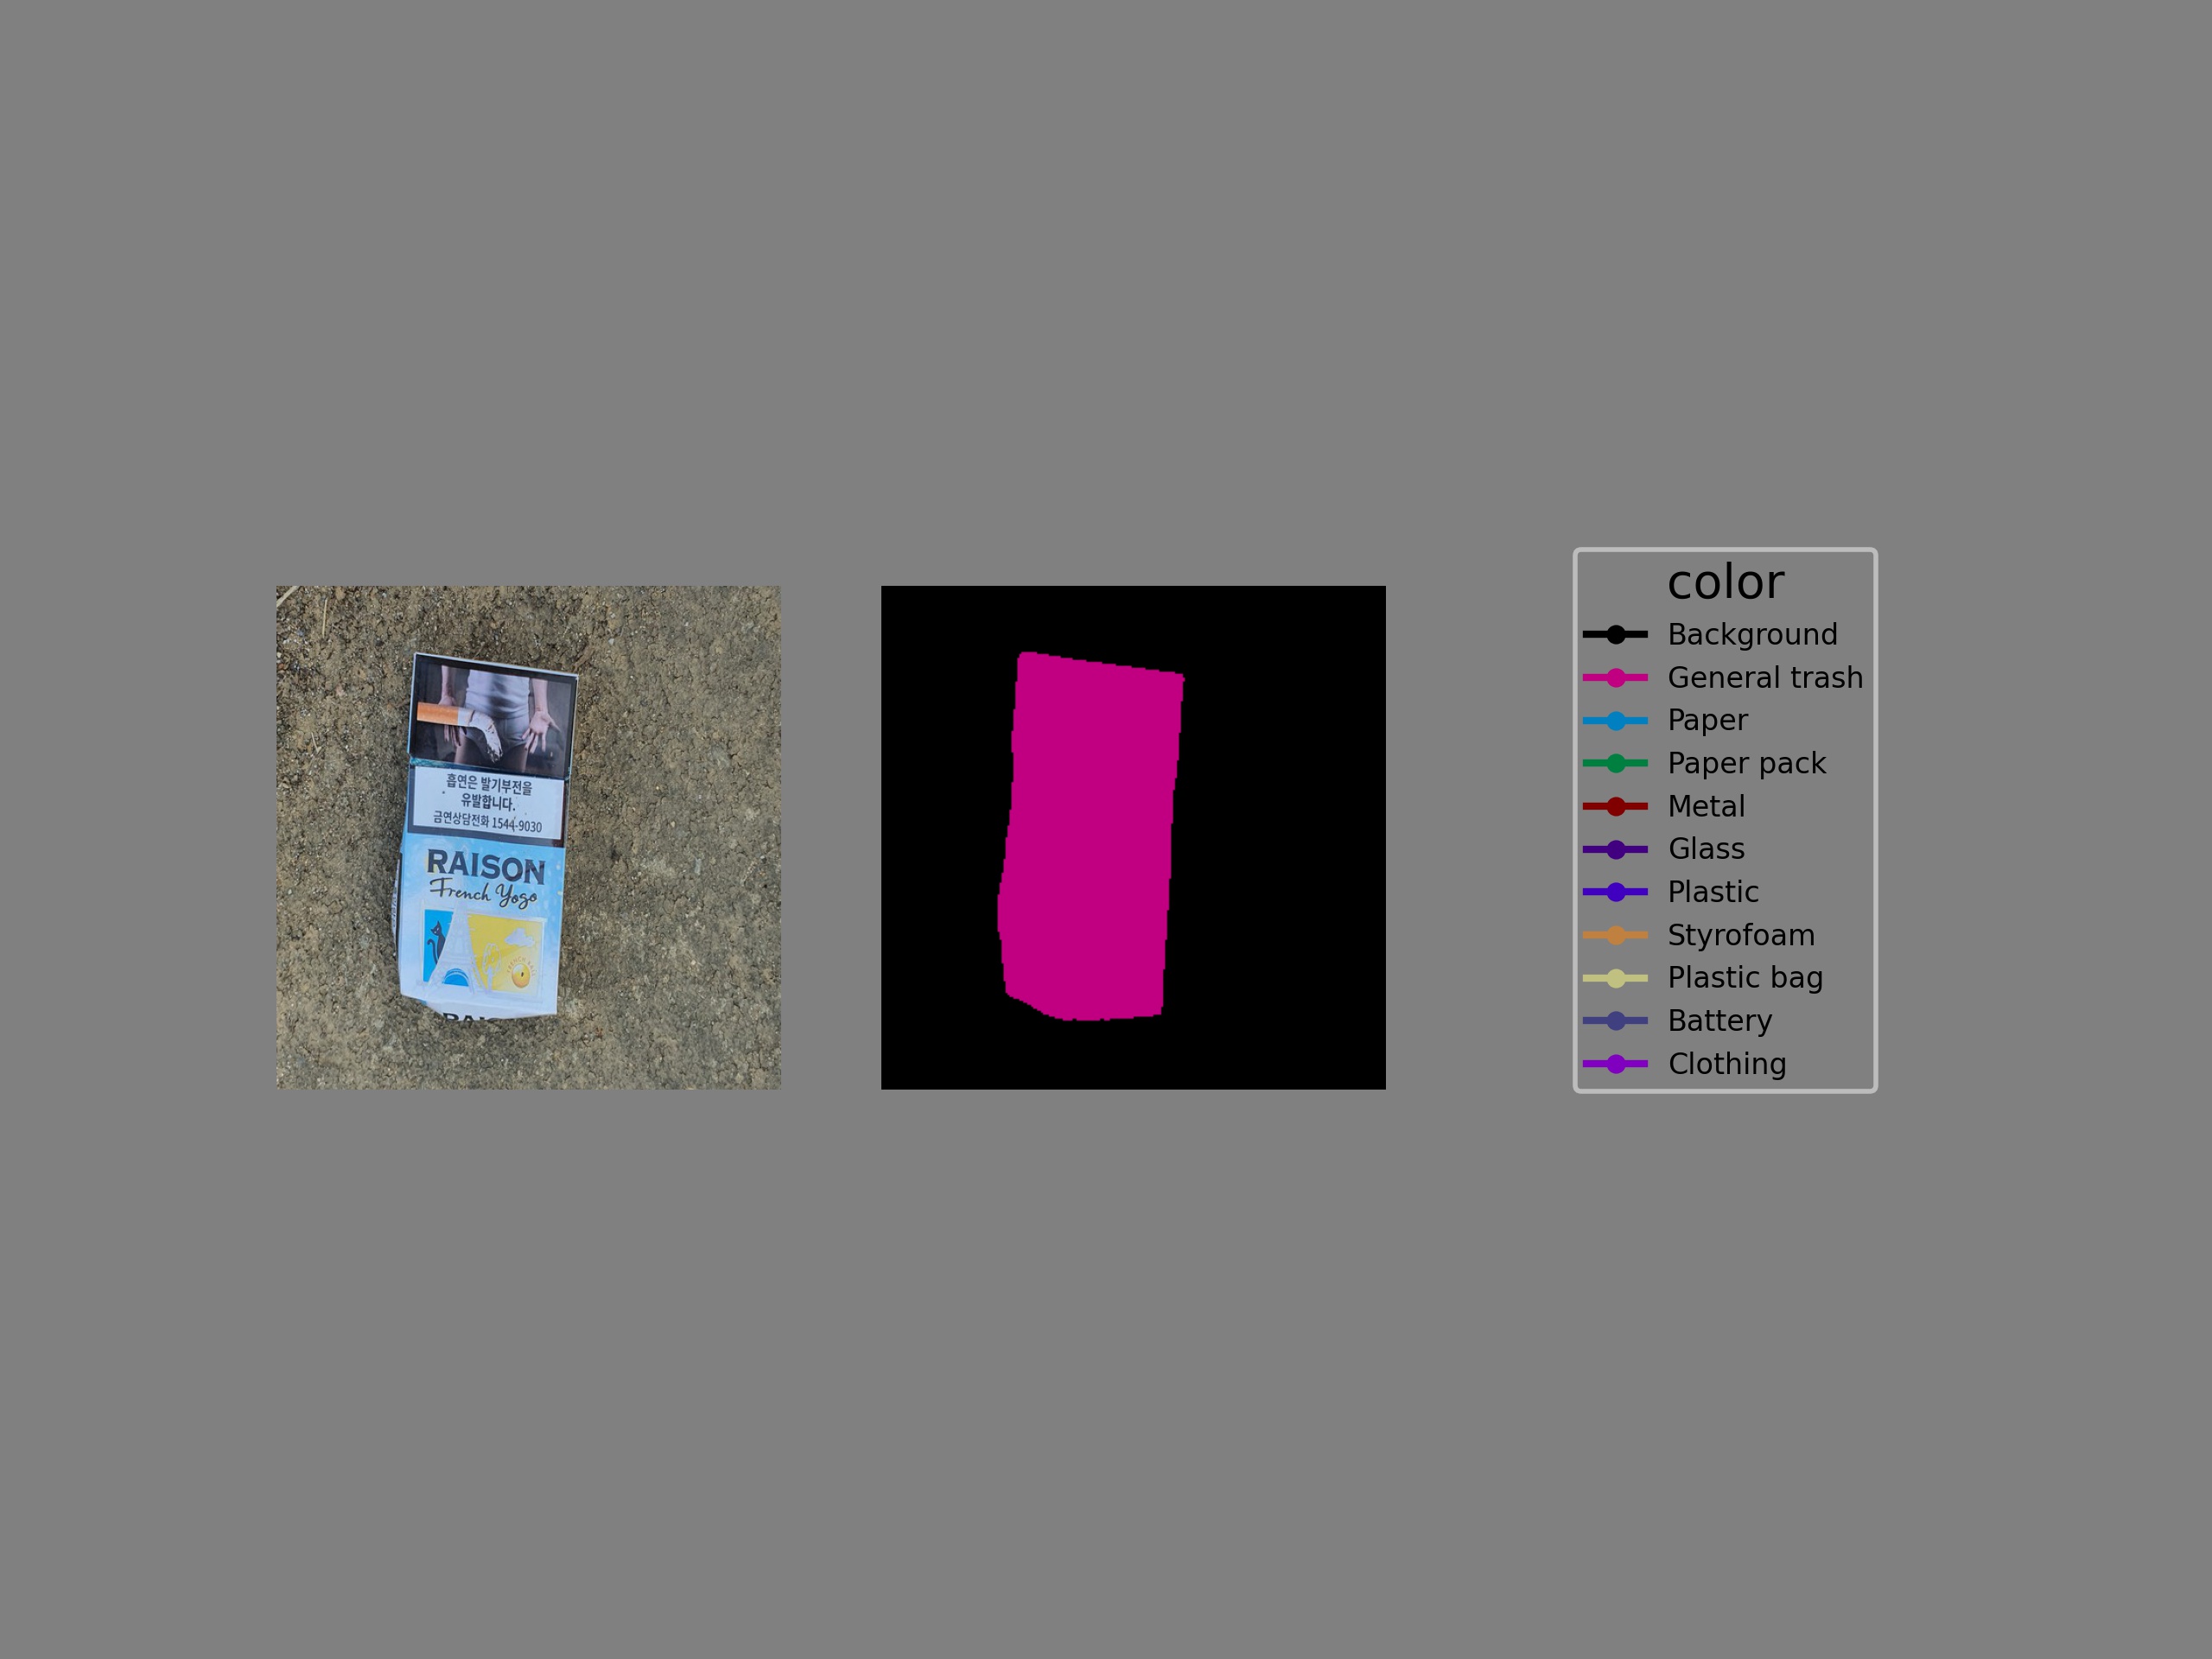 흡연은 발기부전을
유발합니다.
금연상담전화 1544-9030
RAISON
French Yogo
color
Background
General trash
Paper
Paper pack
Metal
Glass
Plastic
Styrofoam
Plastic bag
Battery
Clothing